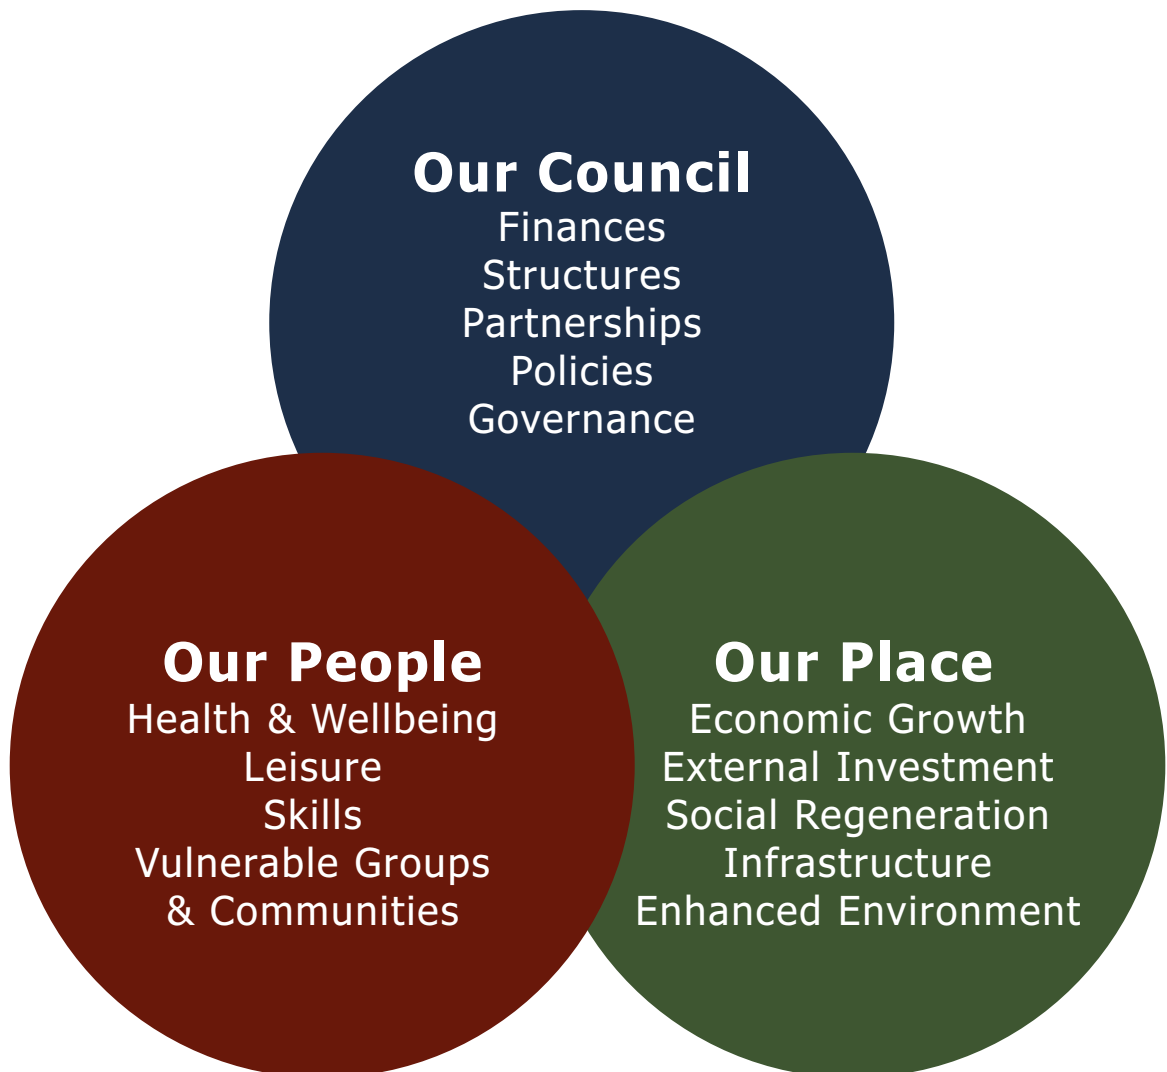 Our Council
Finances
Structures
Partnerships
Policies
Governance
Our People
Health & Wellbeing
Leisure
Skills
Vulnerable Groups
& Communities
Our Place
Economic Growth
External Investment
Social Regeneration
Infrastructure
Enhanced Environment